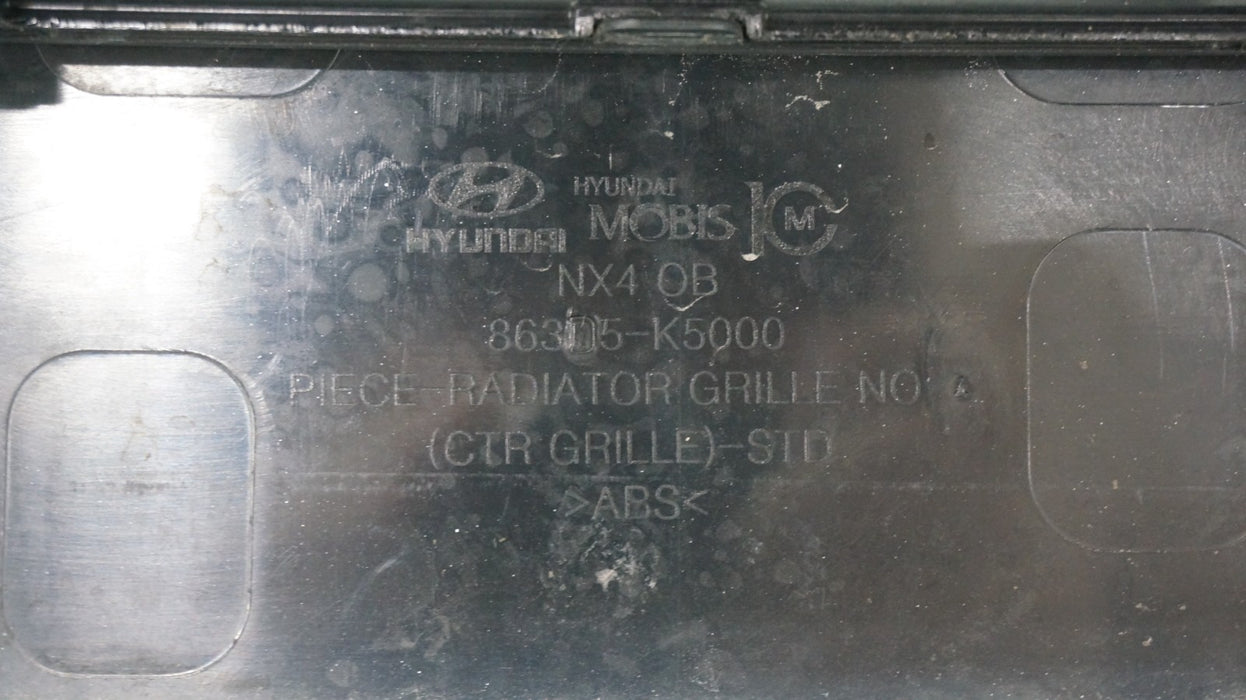 HYUNDAI
HYUNDAI
MOBIS
M
NX4 OB
PIECE-RADIATOR GRILLE NO
(CTR GRILLE)-STD
>ABS<